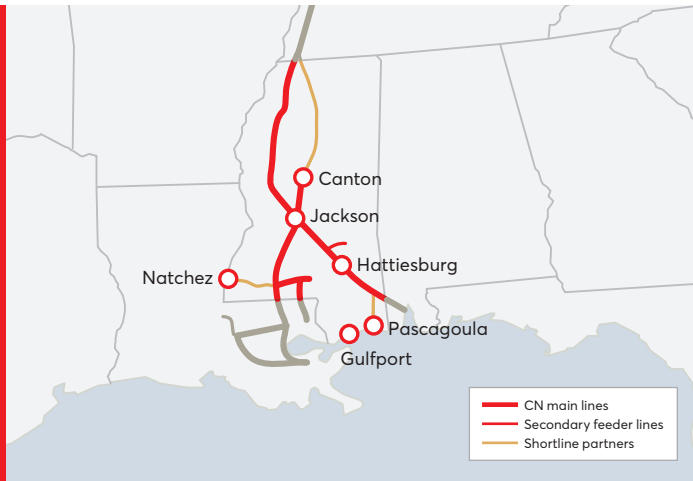 Canton
Jackson
Hattiesburg
Natchez
Pascagoula
Gulfport
CN main lines
Secondary feeder lines
Shortline partners